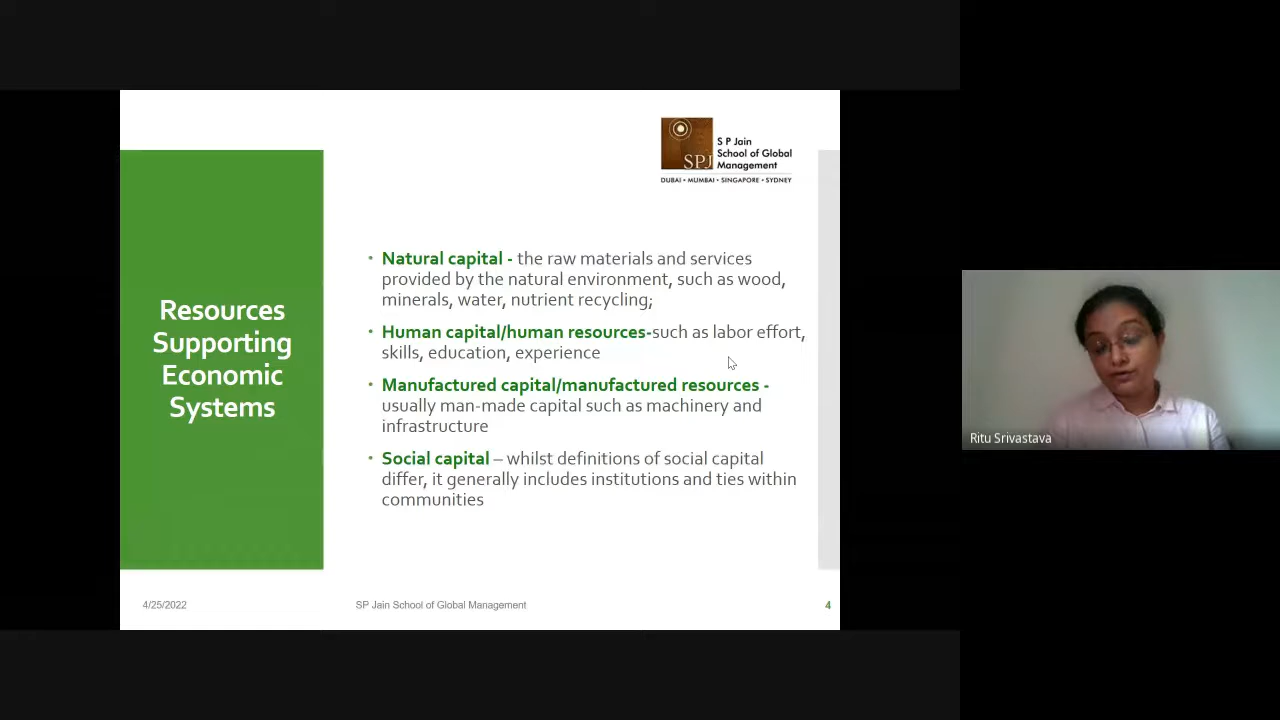 SPJ
S P Jain
School of Global
Management
DUBAI • MUMBAI • SINGAPORE • SYDNEY
Resources
Supporting
Economic
Systems
• Natural capital - the raw materials and services
provided by the natural environment, such as wood,
minerals, water, nutrient recycling;
• Human capital/human resources-such as labor effort,
skills, education, experience
• Manufactured capital/manufactured resources -
usually man-made capital such as machinery and
infrastructure
• Social capital – whilst definitions of social capital
differ, it generally includes institutions and ties within
communities
4/25/2022
SP Jain School of Global Management
4
Ritu Srivastava